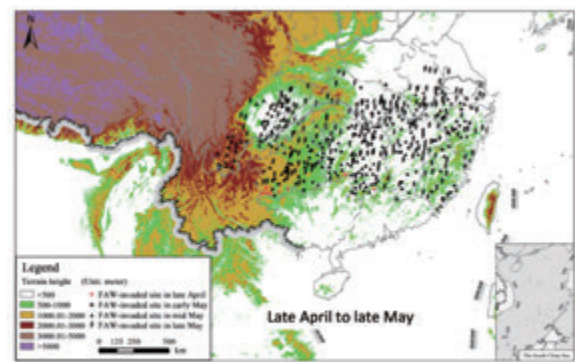 N
Late April to late May
Legend
Terrain height (Unit: meter)
<500
500-1000
1000.01-2000
2000.01-3000
3000.01-5000
>5000
FAW-invaded site in late April
FAW-invaded site in early May
FAW-invaded site in mid May
FAW-invaded site in late May
0 125 250 500
km